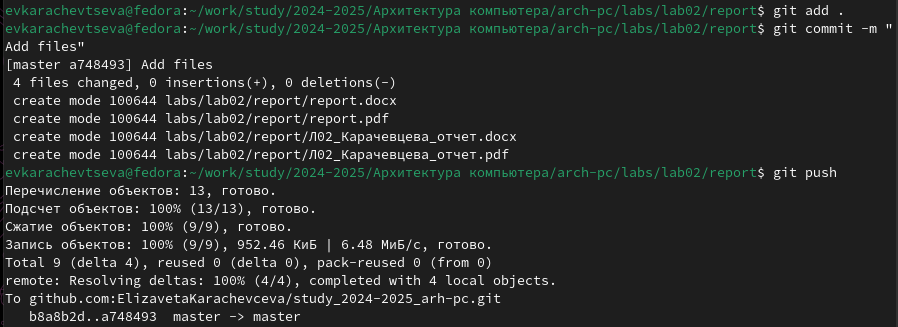 evkarachevtseva@fedora:~/work/study/2024-2025/Архитектура компьютера/arch-pc/labs/lab02/report$ git add .
evkarachevtseva@fedora:~/work/study/2024-2025/Архитектура компьютера/arch-pc/labs/lab02/report$ git commit -m "
Add files"
[master a748493] Add files
 4 files changed, 0 insertions(+), 0 deletions(-)
 create mode 100644 labs/lab02/report/report.docx
 create mode 100644 labs/lab02/report/report.pdf
 create mode 100644 labs/lab02/report/Л02_Карачевцева_отчет.docx
 create mode 100644 labs/lab02/report/Л02_Карачевцева_отчет.pdf
evkarachevtseva@fedora:~/work/study/2024-2025/Архитектура компьютера/arch-pc/labs/lab02/report$ git push
Перечисление объектов: 13, готово.
Подсчет объектов: 100% (13/13), готово.
Сжатие объектов: 100% (9/9), готово.
Запись объектов: 100% (9/9), 952.46 КиБ | 6.48 МиБ/с, готово.
Total 9 (delta 4), reused 0 (delta 0), pack-reused 0 (from 0)
remote: Resolving deltas: 100% (4/4), completed with 4 local objects.
To github.com:ElizavetaKarachevceva/study_2024-2025_arh-pc.git
   b8a8b2d..a748493  master -> master